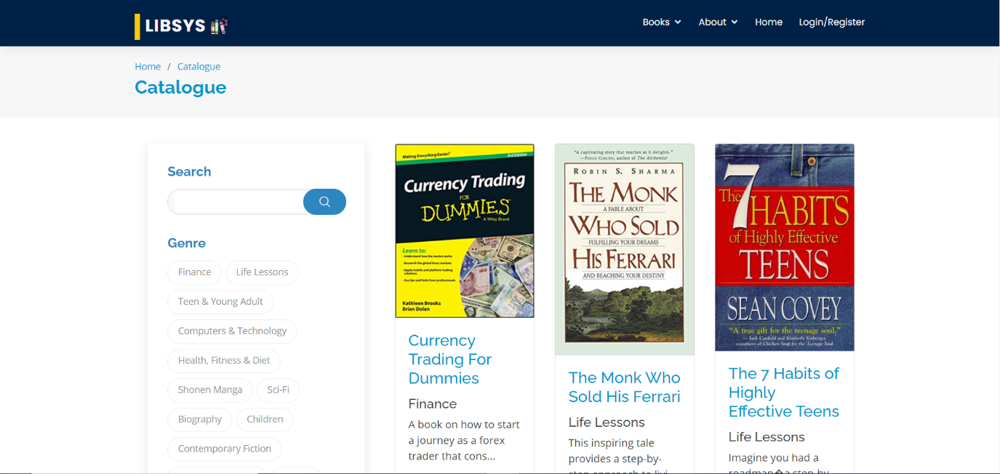 LIBSYS
Books
About
Home
Login/Register
Home / Catalogue
Catalogue
Search
Genre
Finance
Life Lessons
Teen & Young Adult
Computers & Technology
Health, Fitness & Diet
Shonen Manga
Sci-Fi
Biography
Children
Contemporary Fiction
Making Everything Easier!™
3rd Edition
Currency Trading
FOR
DUMMIES
A Wiley Brand
Learn to:
• Understand how the market works
• Research the global forex markets
• Apply mobile and platform trading
solutions
• Use tips and hints from professionals
Kathleen Brooks
Brian Dolan
Currency
Trading For
Dummies
Finance
A book on how to start
a journey as a forex
trader that cons...
"A captivating story that teaches as it delights."
—PAULO COELHO, author of The Alchemist
ROBIN S. SHARMA
THE MONK
A FABLE ABOUT
WHO SOLD
FULFILLING YOUR DREAMS
HIS FERRARI
AND REACHING YOUR DESTINY
The Monk Who
Sold His Ferrari
Life Lessons
This inspiring tale
provides a step-by-
step approach to livi
The 7 HABITS
of Highly Effective
TEENS
SEAN COVEY
"A true gift for the teenage soul."
— Jack Canfield and Kimberly Kirberger,
coauthors of Chicken Soup for the Teenage Soul
The 7 Habits of
Highly
Effective Teens
Life Lessons
Imagine you had a
roadmap�a step-by